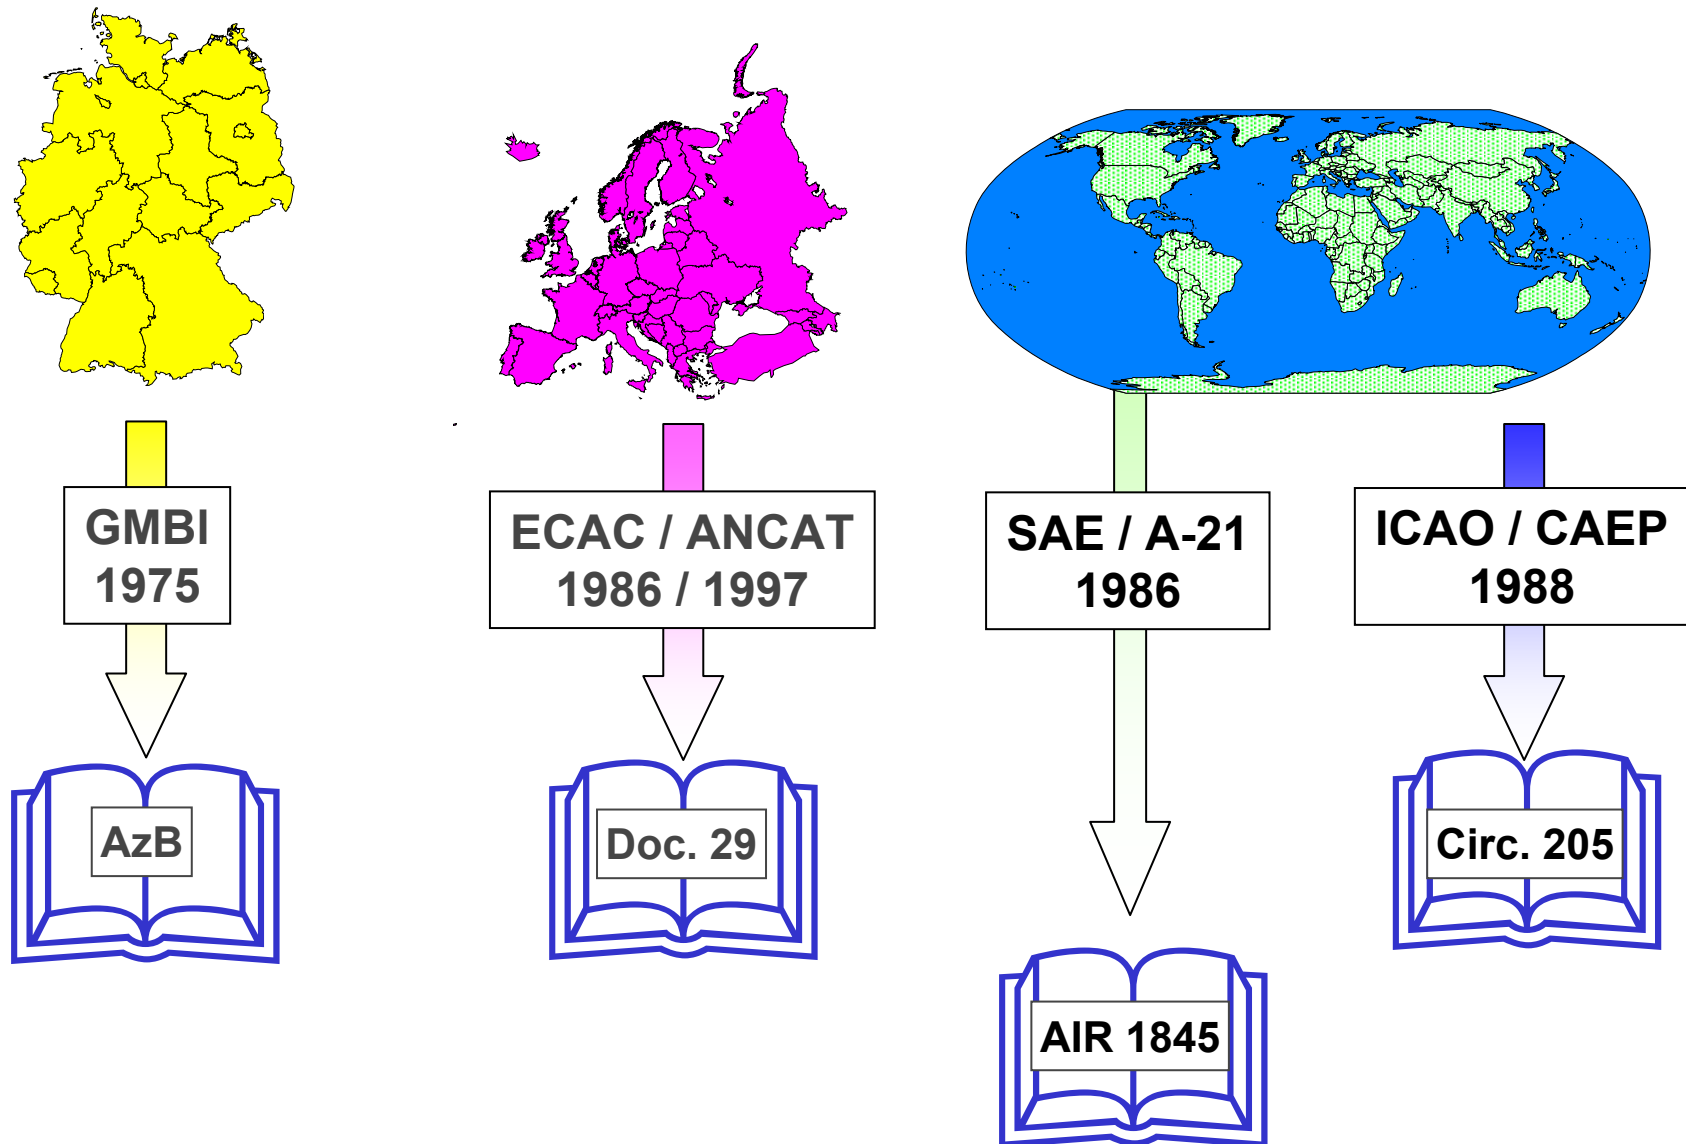 GMBI
1975
ECAC / ANCAT
1986 / 1997
SAE / A-21
1986
ICAO / CAEP
1988
AzB
Doc. 29
AIR 1845
Circ. 205